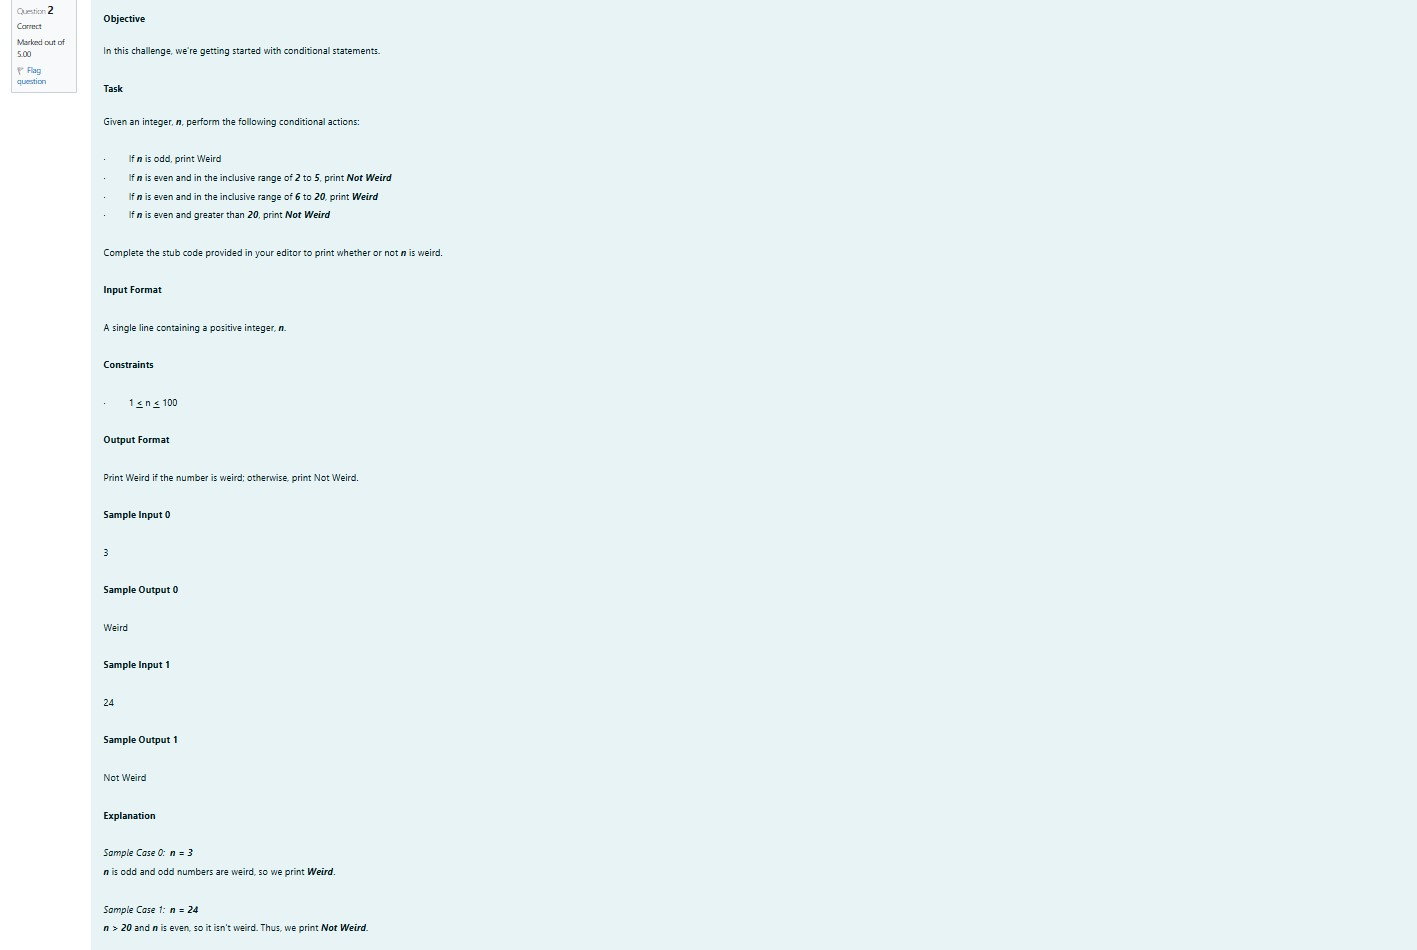 Question 2
Correct
Marked out of
5.00
Flag
question
Objective
In this challenge, we're getting started with conditional statements.
Task
Given an integer, n, perform the following conditional actions:
· If n is odd, print Weird
· If n is even and in the inclusive range of 2 to 5, print Not Weird
· If n is even and in the inclusive range of 6 to 20, print Weird
· If n is even and greater than 20, print Not Weird
Complete the stub code provided in your editor to print whether or not n is weird.
Input Format
A single line containing a positive integer, n.
Constraints
· 1 ≤ n ≤ 100
Output Format
Print Weird if the number is weird; otherwise, print Not Weird.
Sample Input 0
3
Sample Output 0
Weird
Sample Input 1
24
Sample Output 1
Not Weird
Explanation
Sample Case 0: n = 3
n is odd and odd numbers are weird, so we print Weird.
Sample Case 1: n = 24
n > 20 and n is even, so it isn't weird. Thus, we print Not Weird.